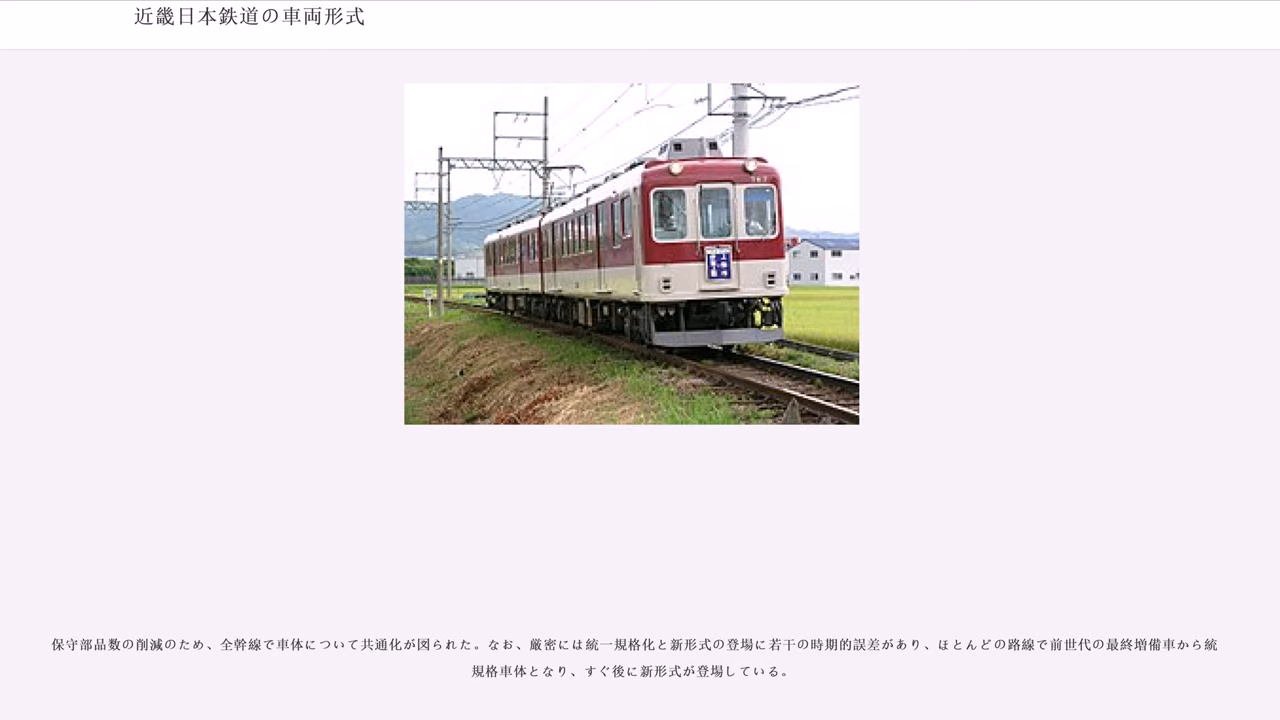 近畿日本鉄道の車両形式
保守部品数の削減のため、全幹線で車体について共通化が図られた。なお、厳密には統一規格化と新形式の登場に若干の時期的誤差があり、ほとんどの路線で前世代の最終増備車から統
規格車体となり、すぐ後に新形式が登場している。